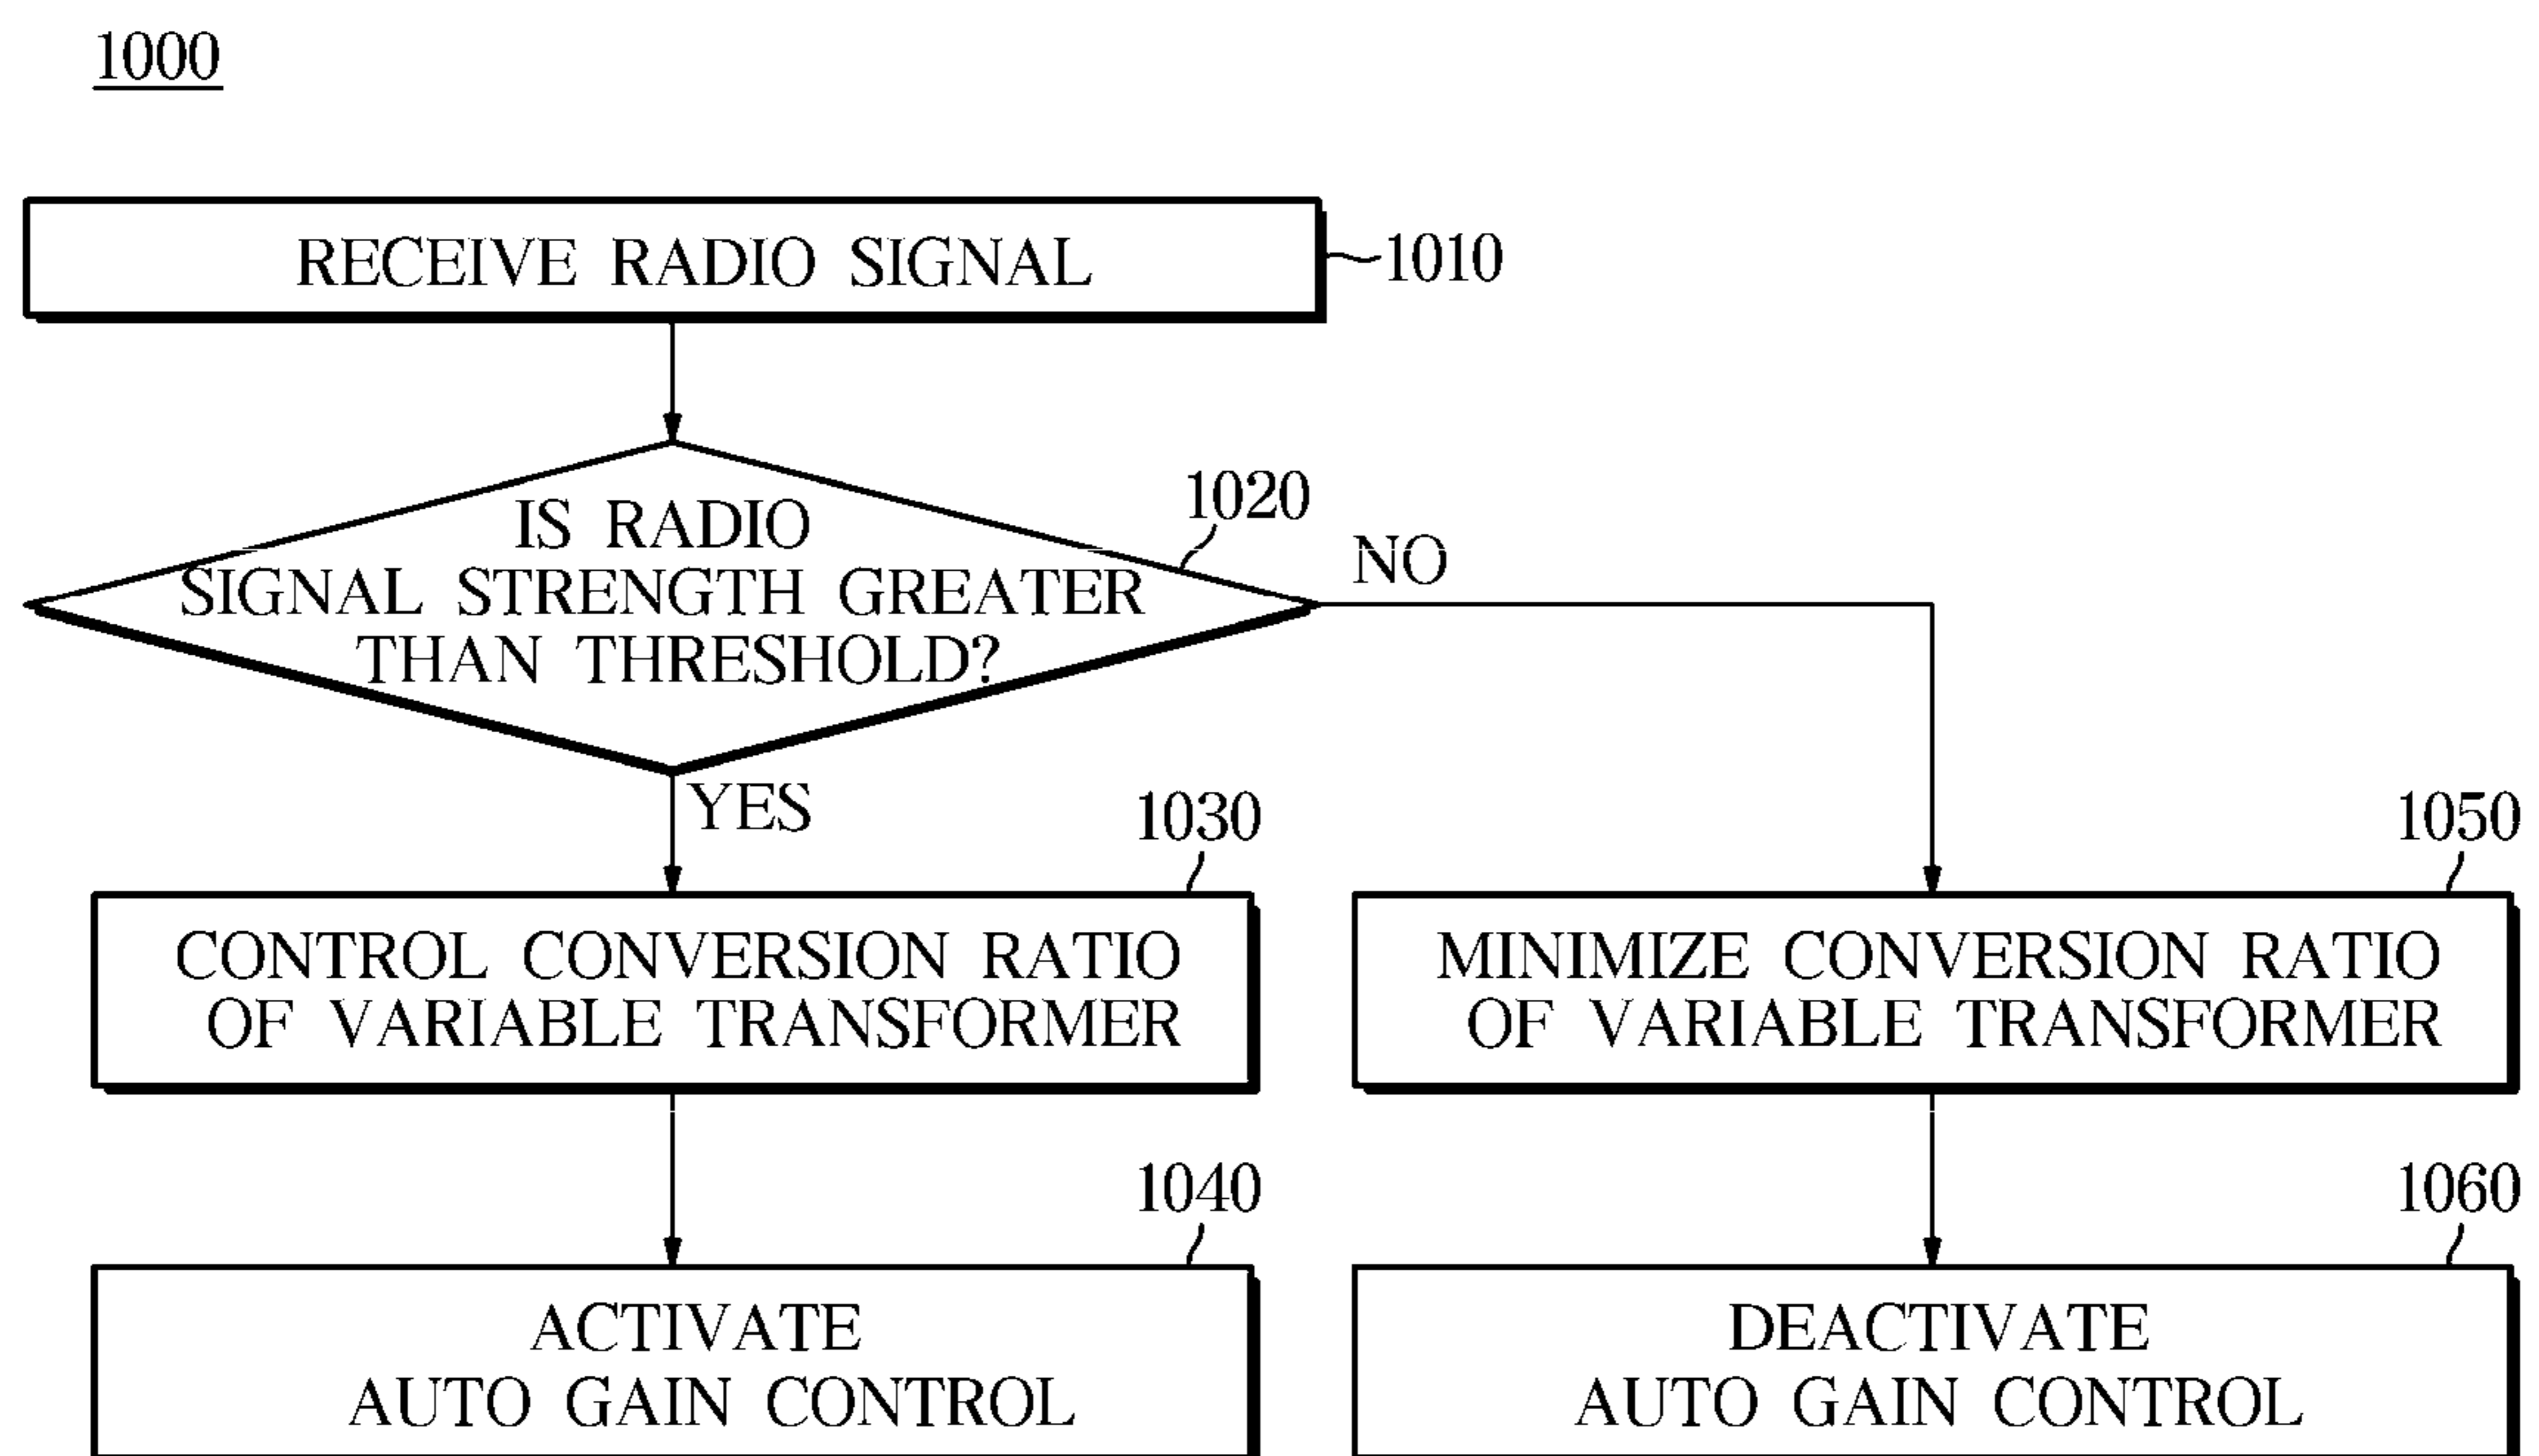 1000
RECEIVE RADIO SIGNAL
1010
IS RADIO
SIGNAL STRENGTH GREATER
THAN THRESHOLD?
1020
NO
YES
1030
CONTROL CONVERSION RATIO
OF VARIABLE TRANSFORMER
1050
MINIMIZE CONVERSION RATIO
OF VARIABLE TRANSFORMER
1040
ACTIVATE
AUTO GAIN CONTROL
1060
DEACTIVATE
AUTO GAIN CONTROL